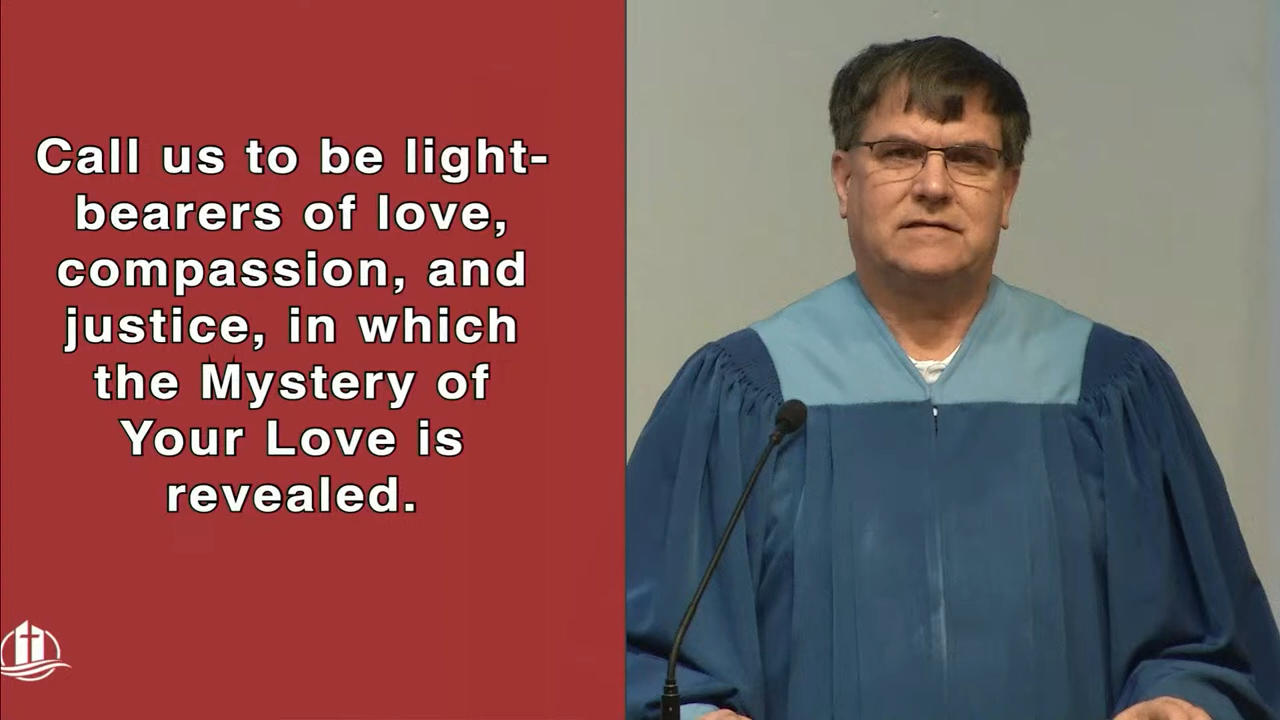 Call us to be light-
bearers of love,
compassion, and
justice, in which
the Mystery of
Your Love is
revealed.